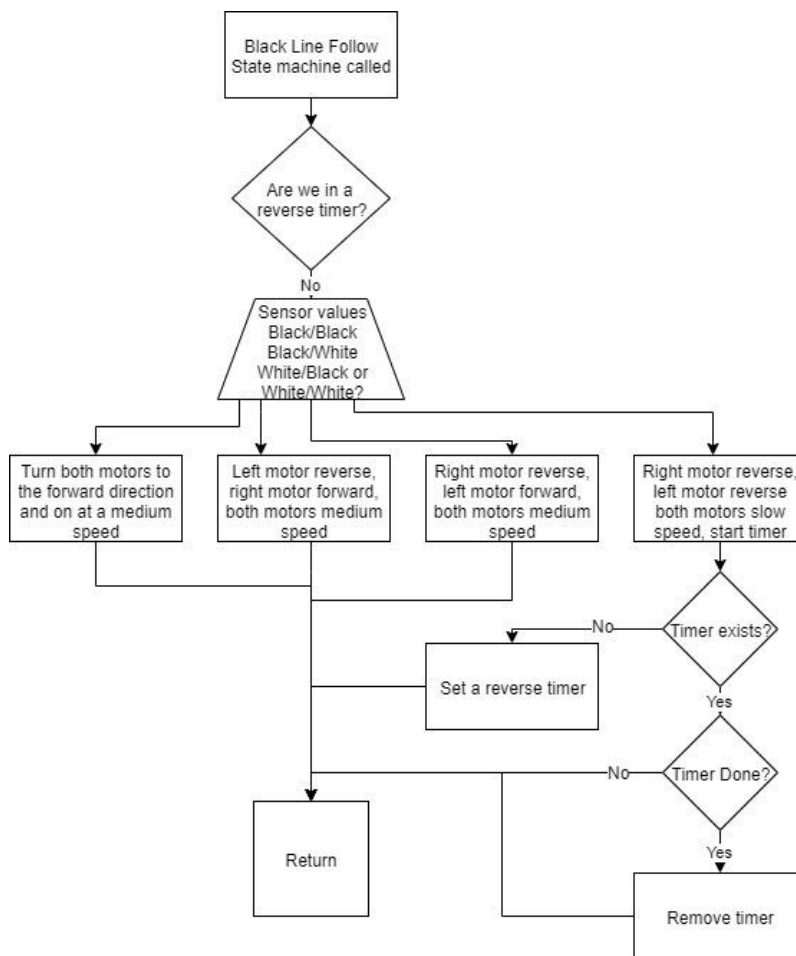 Black Line Follow
State machine called
Are we in a
reverse timer?
No
Sensor values
Black/Black
Black/White
White/Black or
White/White?
Turn both motors to
the forward direction
and on at a medium
speed
Left motor reverse,
right motor forward,
both motors medium
speed
Right motor reverse,
left motor forward,
both motors medium
speed
Right motor reverse,
left motor reverse
both motors slow
speed, start timer
Timer exists?
No
Set a reverse timer
Yes
Timer Done?
No
Return
Yes
Remove timer